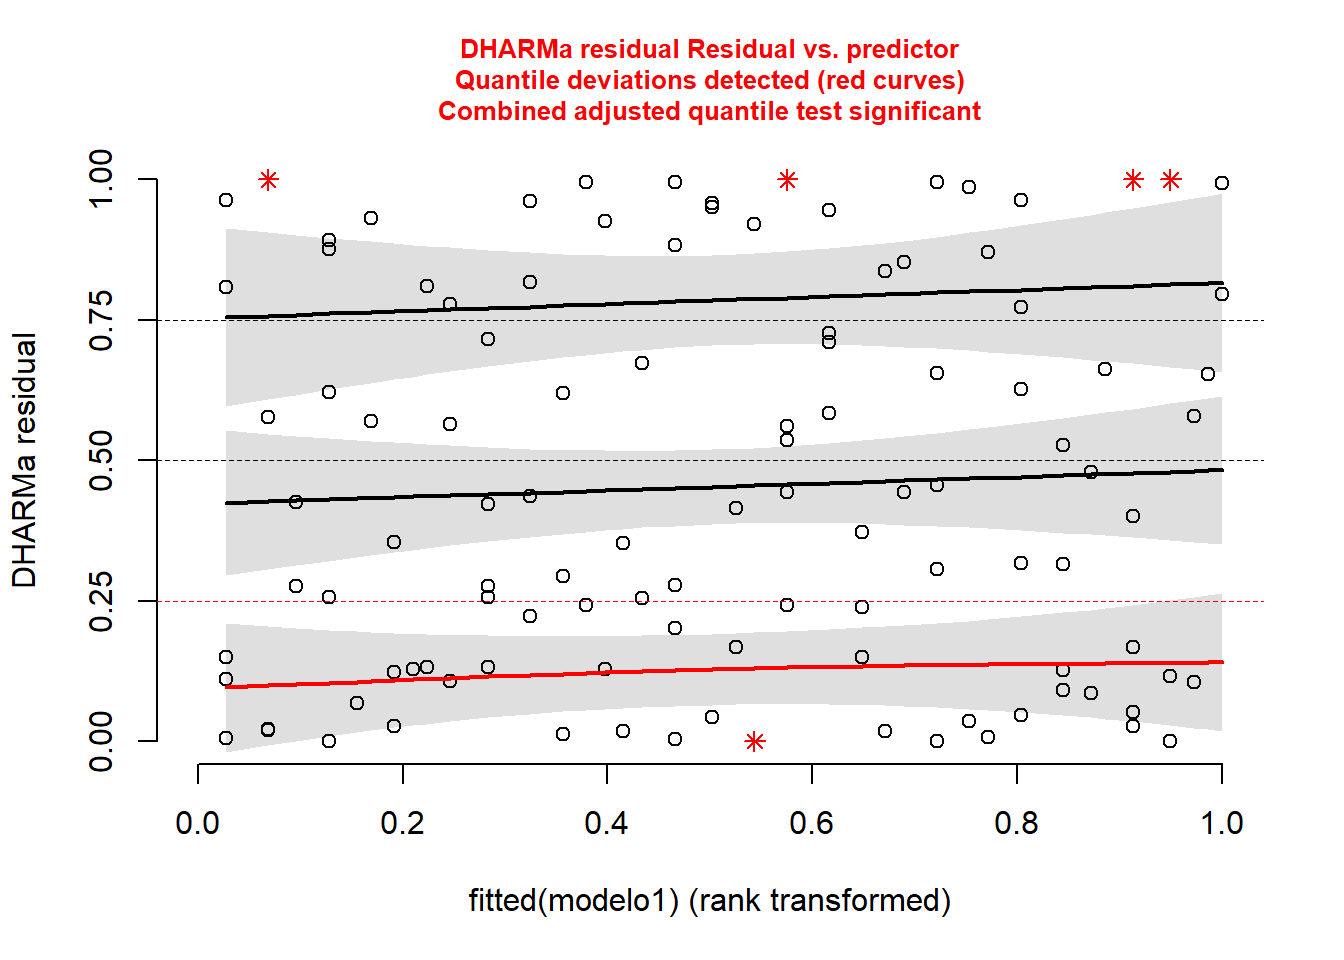 DHARMa residual Residual vs. predictor
Quantile deviations detected (red curves)
Combined adjusted quantile test significant
DHARMa residual
1.00
0.75
0.50
0.25
0.00
0.0 0.2 0.4 0.6 0.8 1.0
fitted(modelo1) (rank transformed)